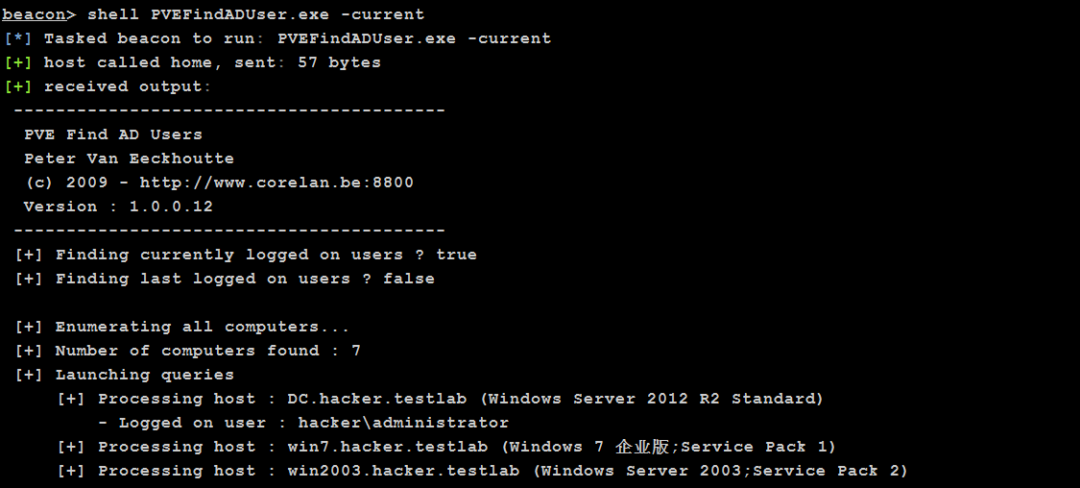 beacon> shell PVEFindADUser.exe -current
[*] Tasked beacon to run: PVEFindADUser.exe -current
[+] host called home, sent: 57 bytes
[+] received output:
-----------------------------------------
PVE Find AD Users
Peter Van Eeckhoutte
(c) 2009 - http://www.corelan.be:8800
Version : 1.0.0.12
-----------------------------------------
[+] Finding currently logged on users ? true
[+] Finding last logged on users ? false
[+] Enumerating all computers...
[+] Number of computers found : 7
[+] Launching queries
[+] Processing host : DC.hacker.testlab (Windows Server 2012 R2 Standard)
- Logged on user : hacker\administrator
[+] Processing host : win7.hacker.testlab (Windows 7 企业版;Service Pack 1)
[+] Processing host : win2003.hacker.testlab (Windows Server 2003;Service Pack 2)